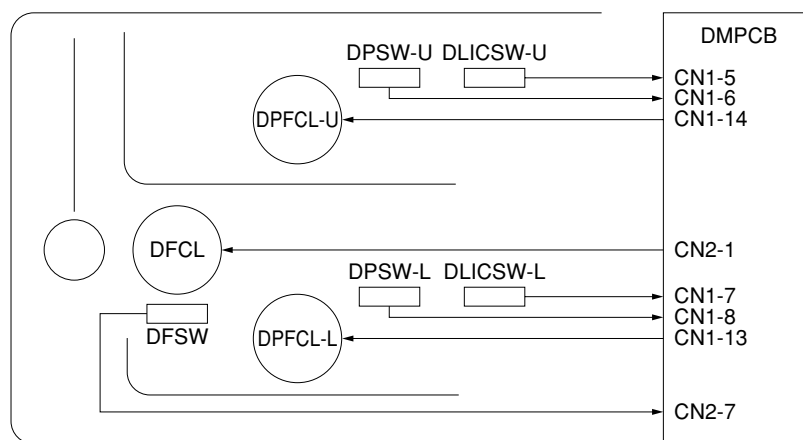 DMPCB
DPSW-U DLICSW-U
CN1-5
CN1-6
DPFCL-U
CN1-14
DFCL
CN2-1
DPSW-L DLICSW-L
CN1-7
CN1-8
DFSW
DPFCL-L
CN1-13
CN2-7